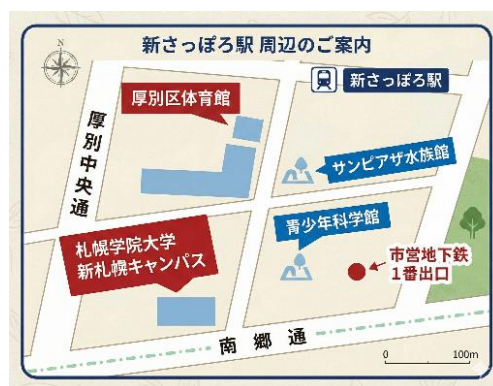 新さっぽろ駅 周辺のご案内
N
新さっぽろ駅
厚別区体育館
厚別中央通
サンピアザ水族館
青少年科学館
札幌学院大学
新札幌キャンパス
市営地下鉄
1番出口
南郷通
0 100m